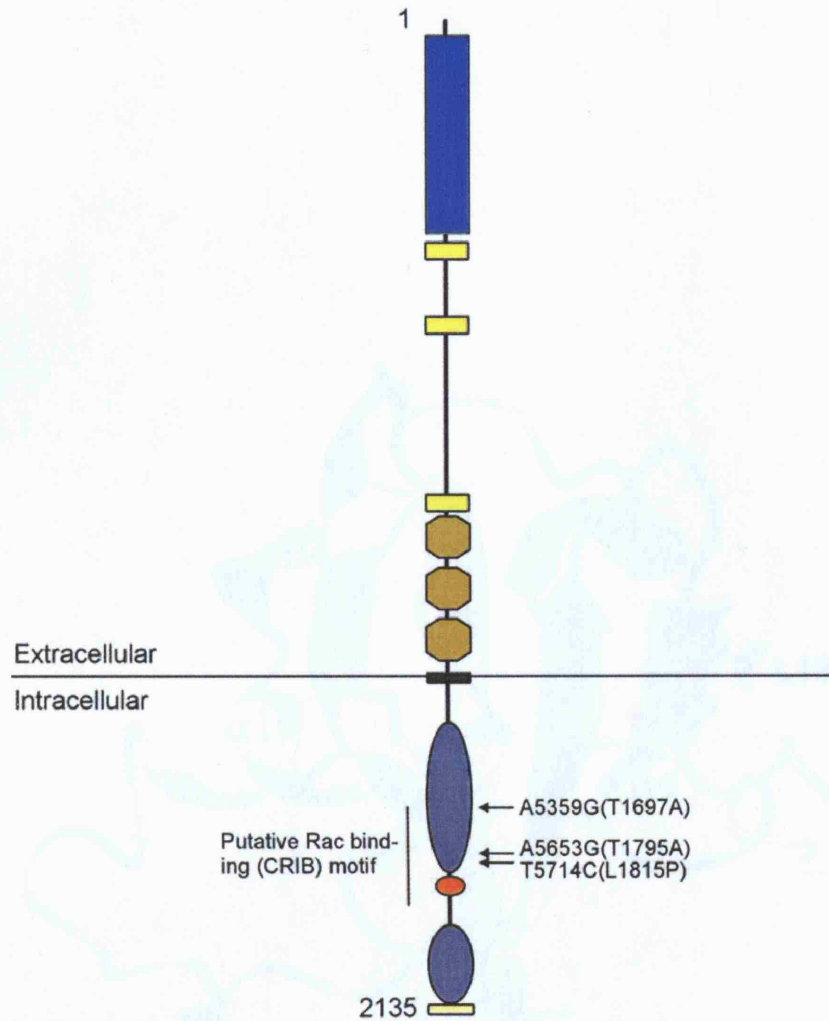 1
Extracellular
Intracellular
A5359G(T1697A)
Putative Rac bind-
ing (CRIB) motif
A5653G(T1795A)
T5714C(L1815P)
2135